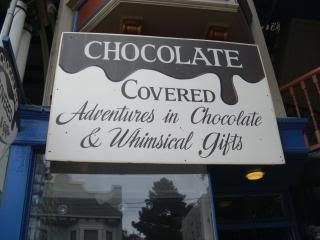 CHOCOLATE
COVERED
Adventures in Chocolate
& Whimsical Gifts